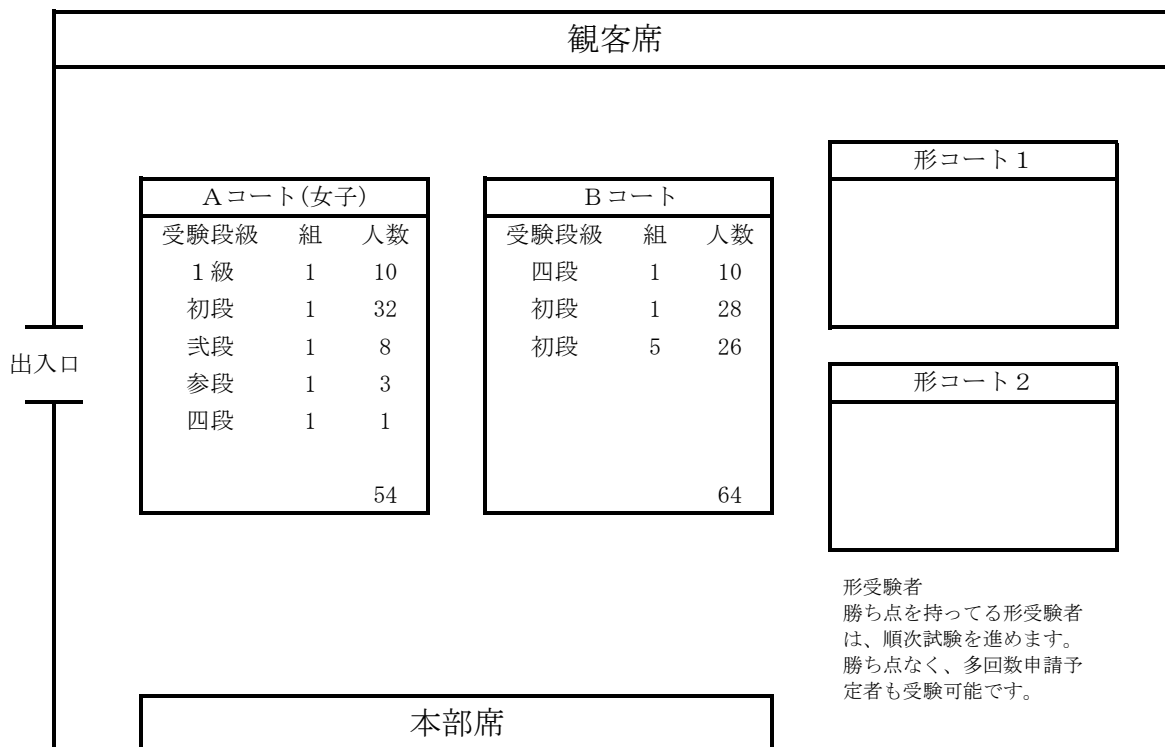 観客席
形コート１
Ａコート(女子)
受験段級 組 人数
１級 1 10
初段 1 32
弐段 1 8
参段 1 3
四段 1 1
54
Ｂコート
受験段級 組 人数
四段 1 10
初段 1 28
初段 5 26
64
出入口
形コート２
形受験者
勝ち点を持ってる形受験者
は、順次試験を進めます。
勝ち点なく、多回数申請予
定者も受験可能です。
本部席